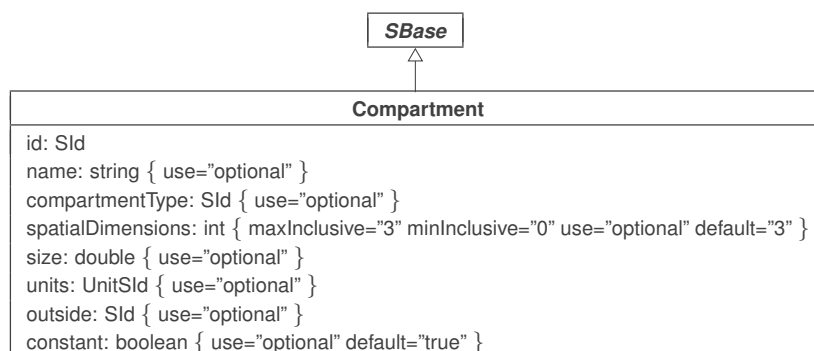 SBase
Compartment
id: SId
name: string { use=”optional” }
compartmentType: SId { use=”optional” }
spatialDimensions: int { maxInclusive=”3” minInclusive=”0” use=”optional” default=”3” }
size: double { use=”optional” }
units: UnitSId { use=”optional” }
outside: SId { use=”optional” }
constant: boolean { use=”optional” default=”true” }